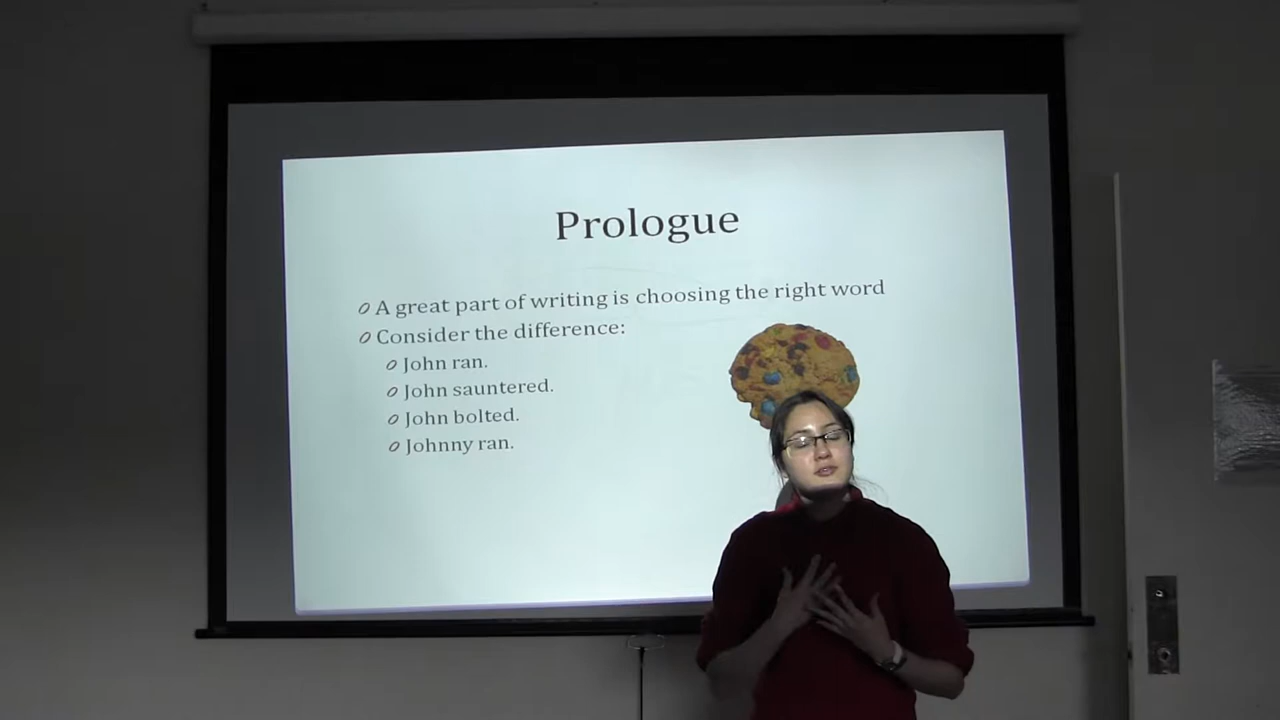 Prologue
A great part of writing is choosing the right word
Consider the difference:
John ran.
John sauntered.
John bolted.
Johnny ran.